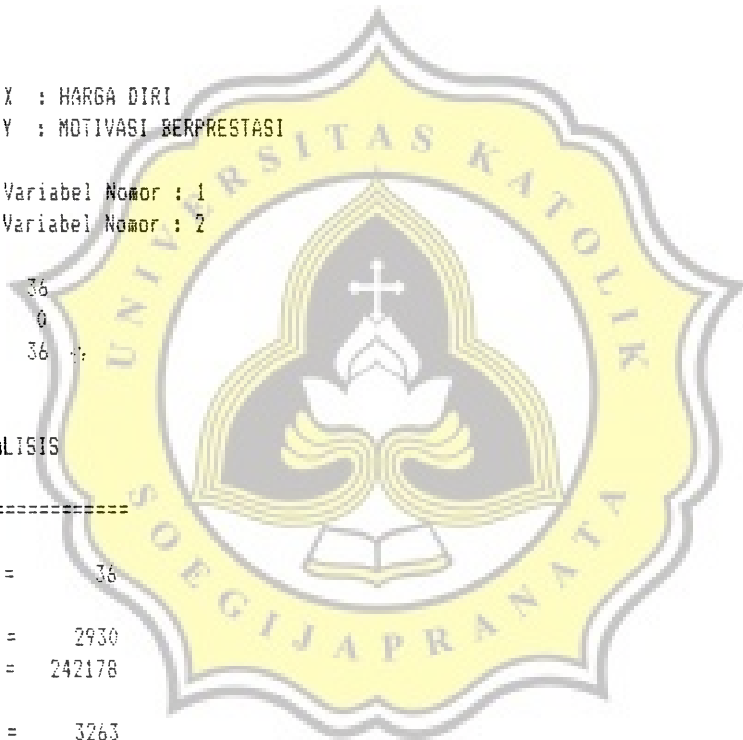 X : HARGA DIRI
Y : MOTIVASI BERPRESTASI
Variabel Nomor : 1
Variabel Nomor : 2
36
0
36
ALISIS
============
= 36
= 2930
= 242178
= 3263
UNIVERSITAS KATOLIK
SOEGIJAPRANATA